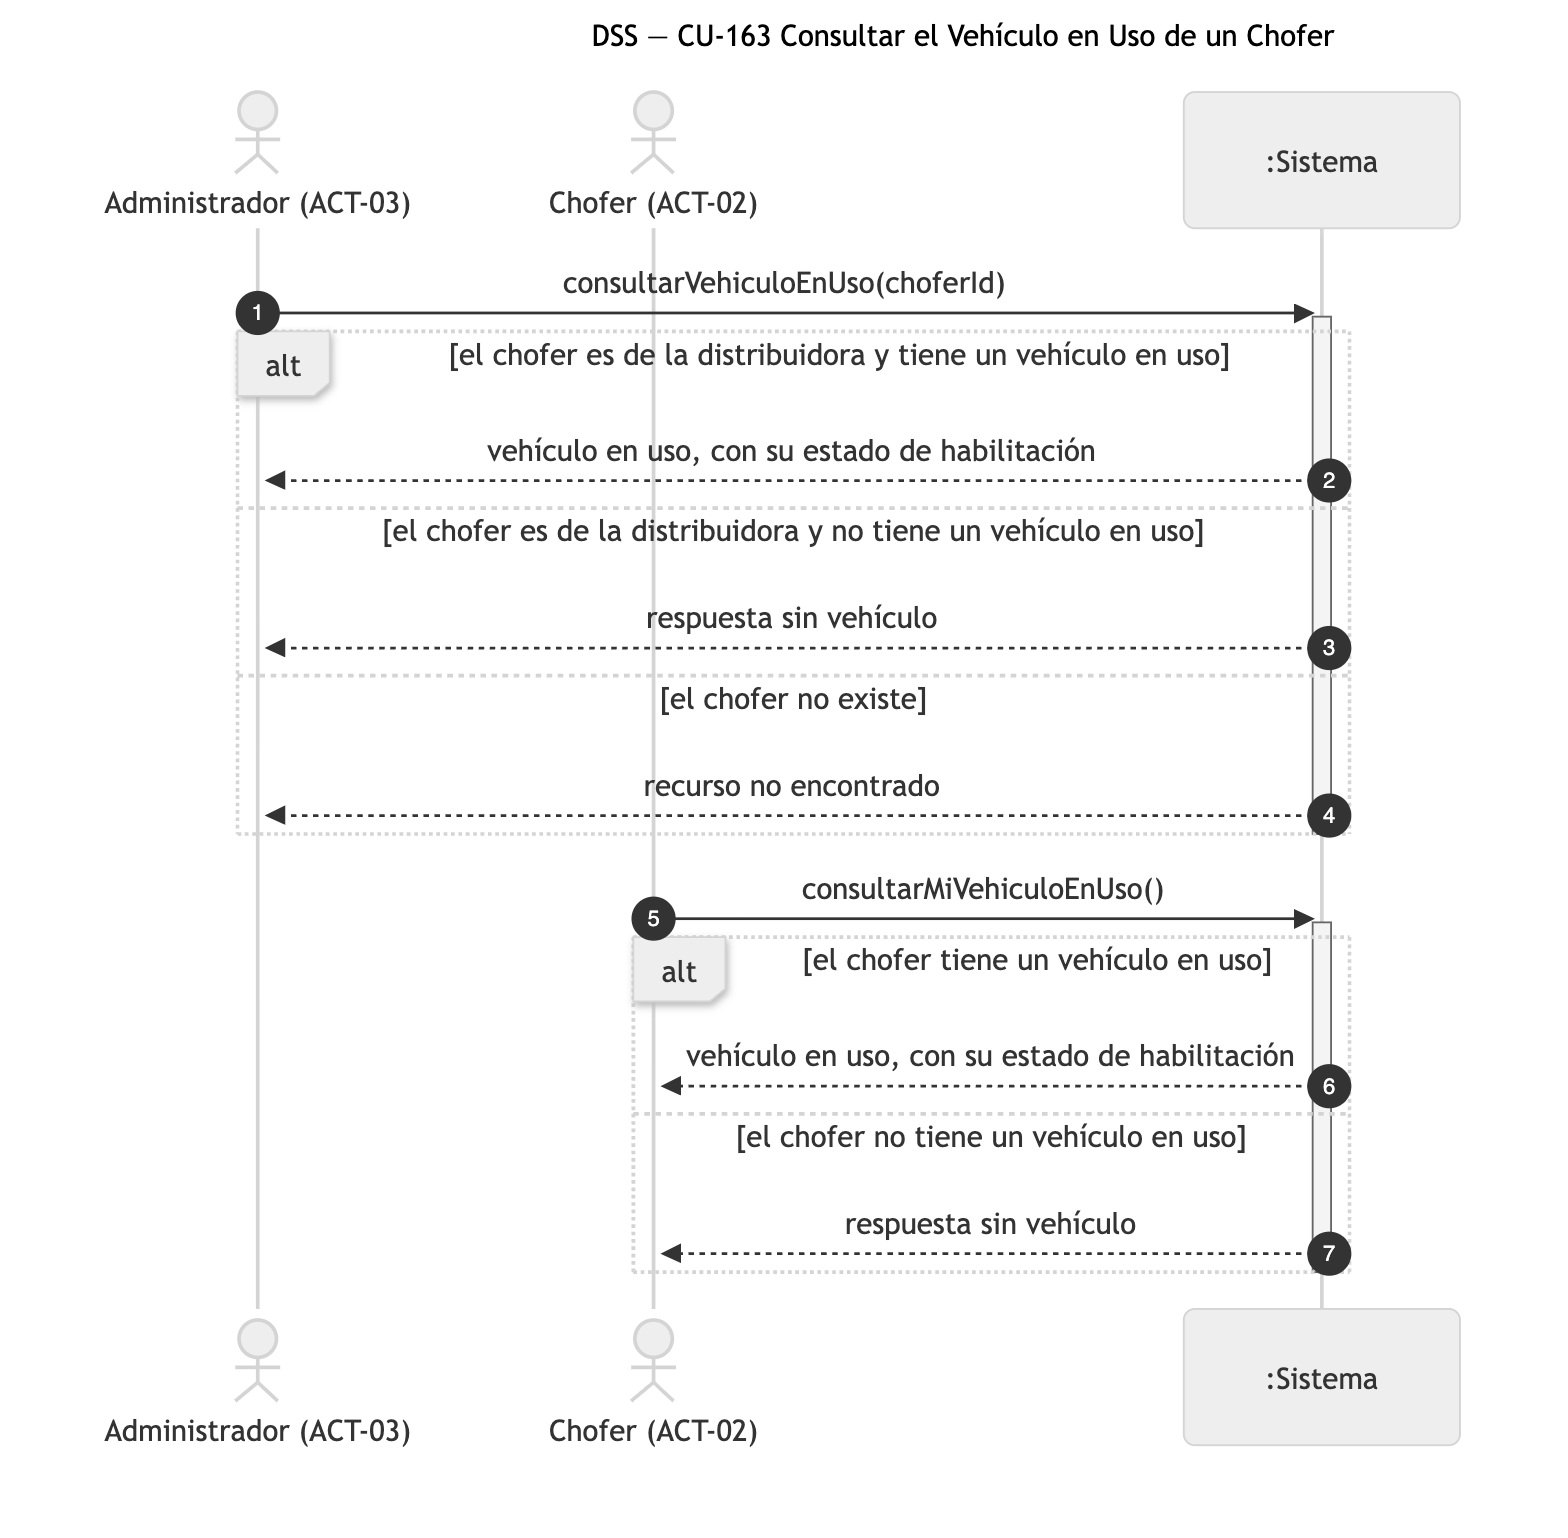 DSS – CU-163 Consultar el Vehículo en Uso de un Chofer
Administrador (ACT-03)
Chofer (ACT-02)
:Sistema
consultarVehiculoEnUso(choferId)
1
alt
[el chofer es de la distribuidora y tiene un vehículo en uso]
vehículo en uso, con su estado de habilitación
2
[el chofer es de la distribuidora y no tiene un vehículo en uso]
respuesta sin vehículo
3
[el chofer no existe]
recurso no encontrado
4
consultarMiVehiculoEnUso()
5
alt
[el chofer tiene un vehículo en uso]
vehículo en uso, con su estado de habilitación
6
[el chofer no tiene un vehículo en uso]
respuesta sin vehículo
7
Administrador (ACT-03)
Chofer (ACT-02)
:Sistema